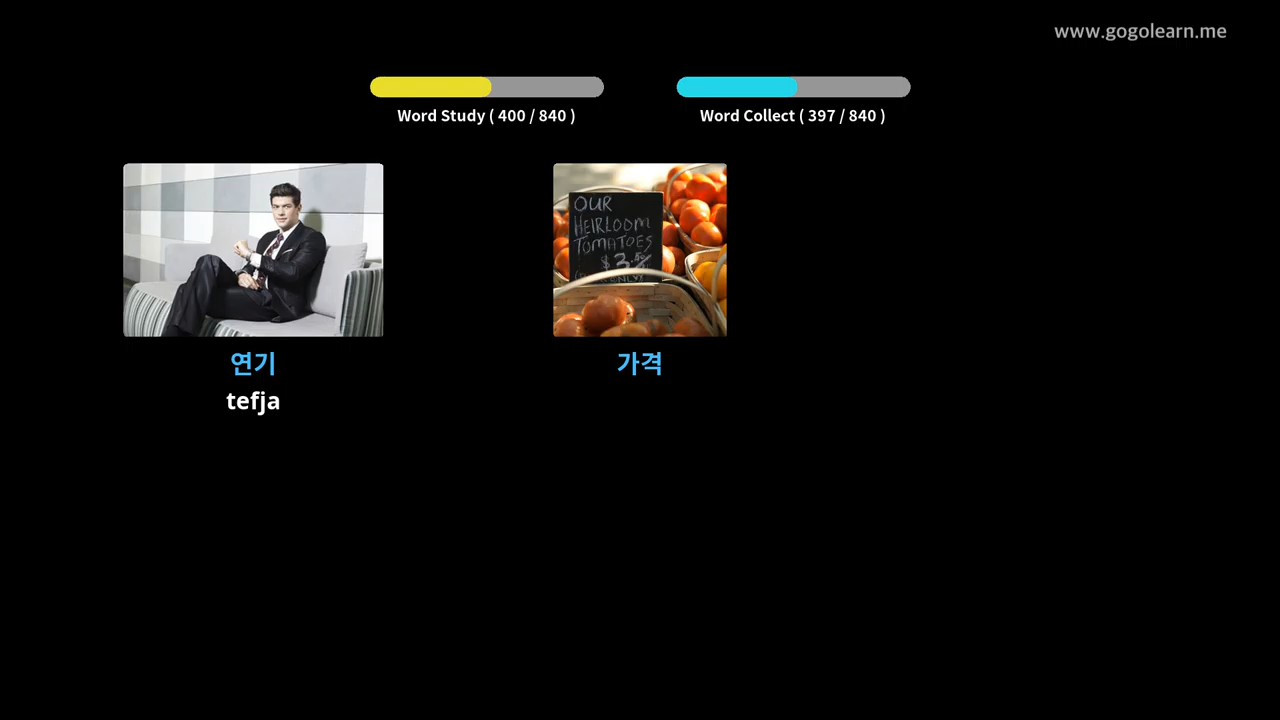 www.gogolearn.me
Word Study ( 400 / 840 )
Word Collect ( 397 / 840 )
OUR
HEIRLOOM
TOMATOES
연기
가격
tefja